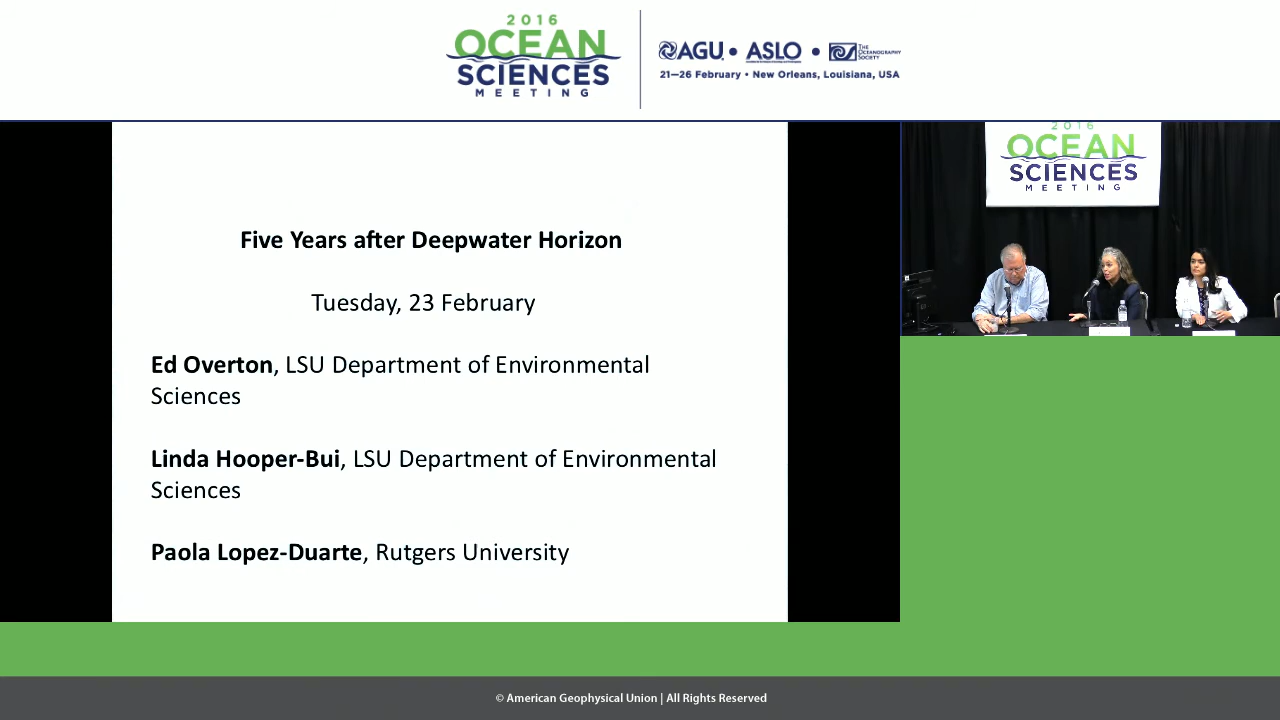 2016
OCEAN
SCIENCES
MEETING
AGU • ASLO • THE OCEANOGRAPHY SOCIETY
21—26 February • New Orleans, Louisiana, USA
Five Years after Deepwater Horizon
Tuesday, 23 February
Ed Overton, LSU Department of Environmental
Sciences
Linda Hooper-Bui, LSU Department of Environmental
Sciences
Paola Lopez-Duarte, Rutgers University
2016
OCEAN
SCIENCES
MEETING
© American Geophysical Union | All Rights Reserved